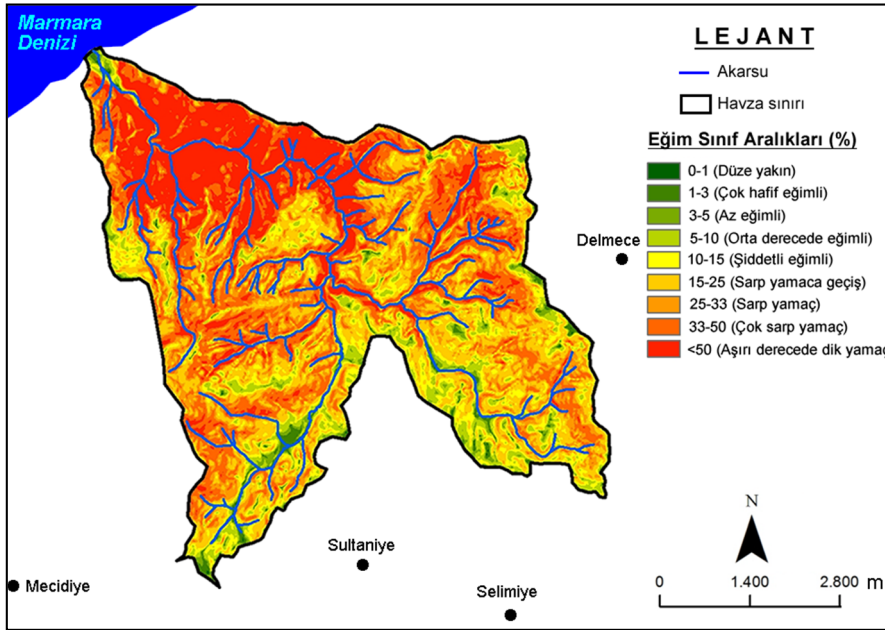 Marmara
Denizi
LEJANT
Akarsu
Havza sınırı
Eğim Sınıf Aralıkları (%)
0-1 (Düze yakın)
1-3 (Çok hafif eğimli)
3-5 (Az eğimli)
5-10 (Orta derecede eğimli)
10-15 (Şiddetli eğimli)
15-25 (Sarp yamaca geçiş)
25-33 (Sarp yamaç)
33-50 (Çok sarp yamaç)
<50 (Aşırı derecede dik yamaç
Delmece
Sultaniye
Mecidiye
Selimiye
N
0 1.400 2.800 m